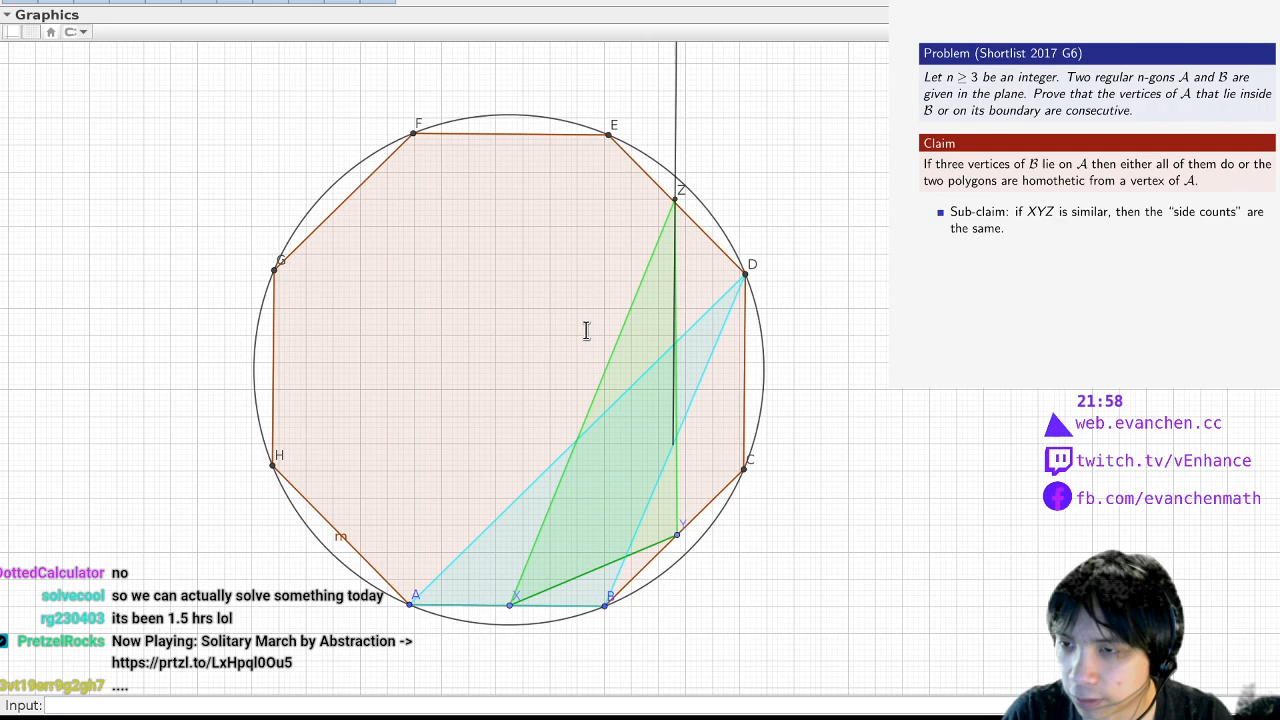 Graphics
Problem (Shortlist 2017 G6)
Let n ≥ 3 be an integer. Two regular n-gons 𝒜 and ℬ are
given in the plane. Prove that the vertices of 𝒜 that lie inside
ℬ or on its boundary are consecutive.
Claim
If three vertices of ℬ lie on 𝒜 then either all of them do or the
two polygons are homothetic from a vertex of 𝒜.
Sub-claim: if XYZ is similar, then the "side counts" are
the same.
F
E
Z
G
D
H
C
m
Y
A
X
B
21:58
web.evanchen.cc
twitch.tv/vEnhance
fb.com/evanchenmath
DottedCalculator no
solvecool so we can actually solve something today
rg230403 its been 1.5 hrs lol
PretzelRocks Now Playing: Solitary March by Abstraction ->
https://prtzl.to/LxHpql0Ou5
....
Input: